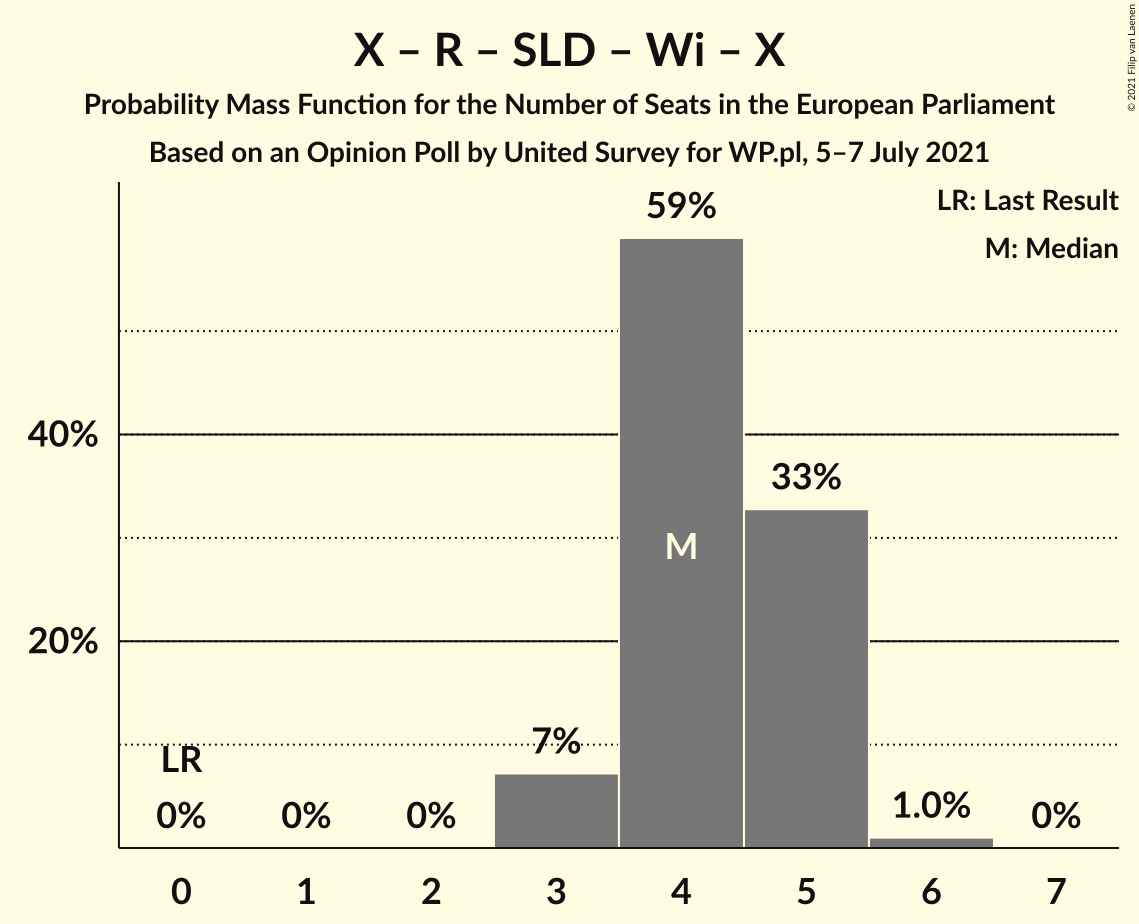 X – R – SLD – Wi – X
Probability Mass Function for the Number of Seats in the European Parliament
Based on an Opinion Poll by United Survey for WP.pl, 5–7 July 2021
© 2021 Filip van Laenen
LR: Last Result
M: Median
59%
40%
33%
M
20%
7%
LR
0%
0%
0%
1.0%
0%
0
1
2
3
4
5
6
7